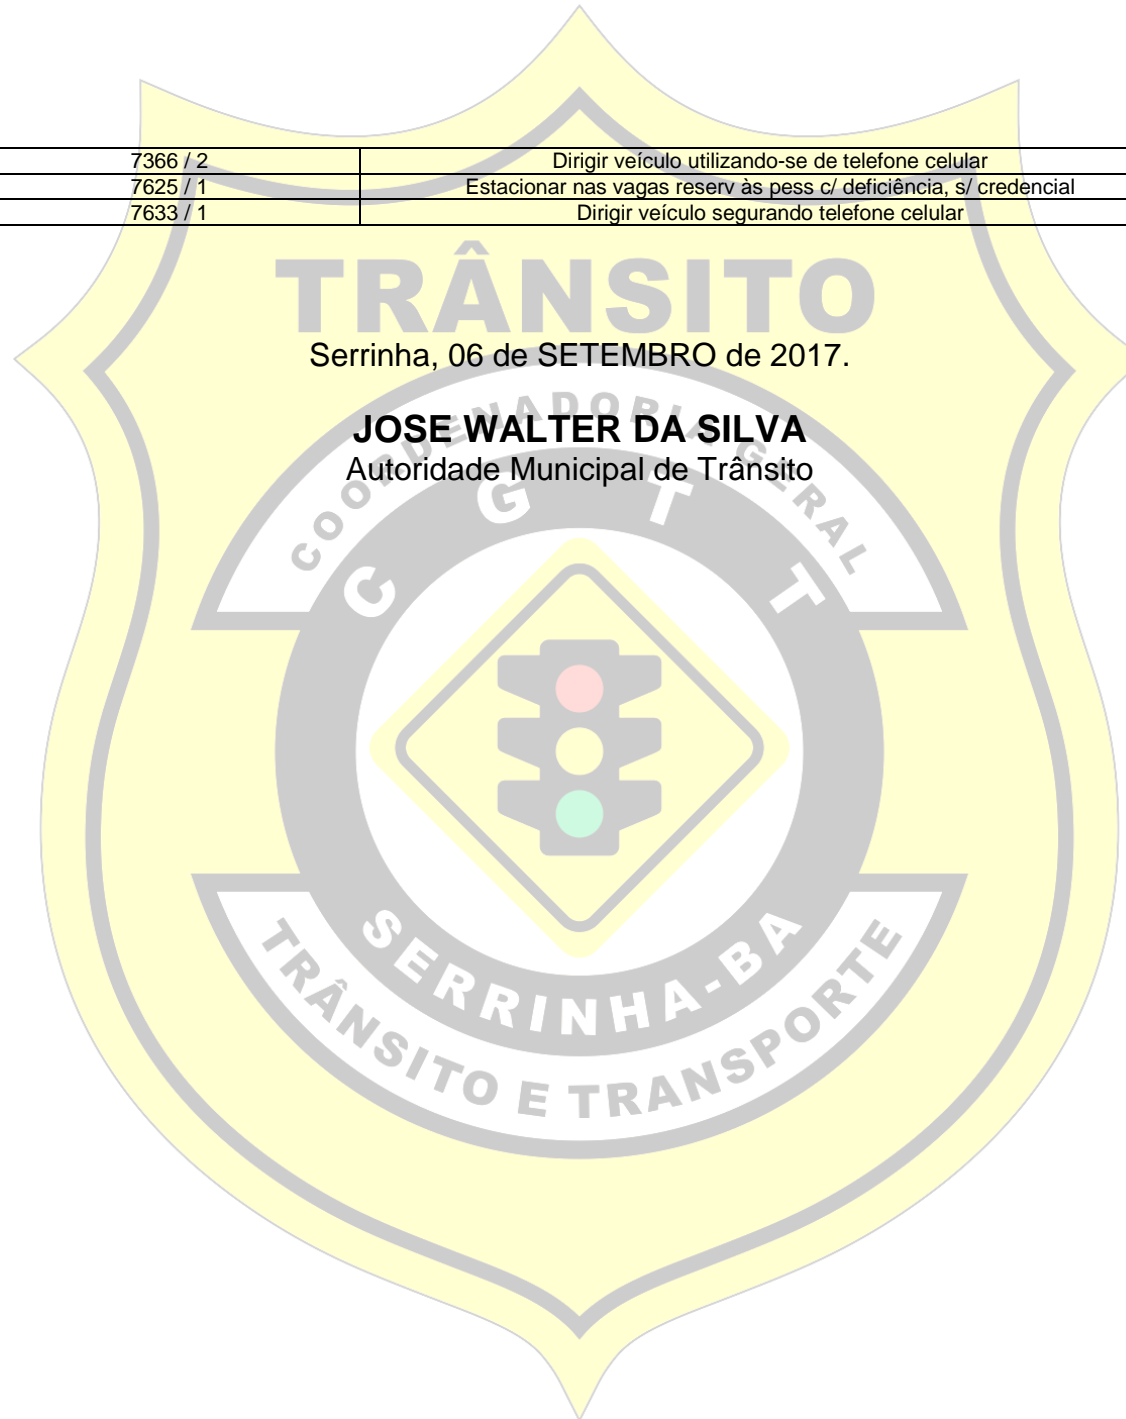 7366 / 2 Dirigir veículo utilizando-se de telefone celular
7625 / 1 Estacionar nas vagas reserv às pess c/ deficiência, s/ credencial
7633 / 1 Dirigir veículo segurando telefone celular
TRÂNSITO
Serrinha, 06 de SETEMBRO de 2017.
COORDENADORIA GERAL
JOSE WALTER DA SILVA
Autoridade Municipal de Trânsito
C G T T
SERRINHA-BA
TRÂNSITO E TRANSPORTE